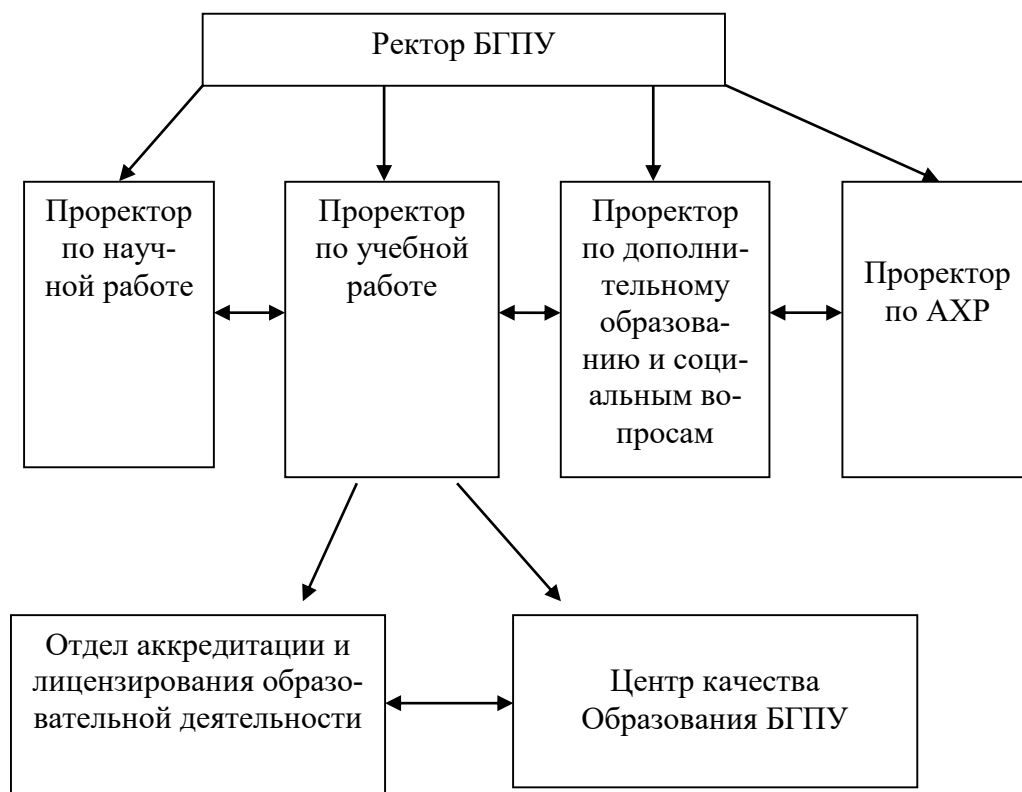 Ректор БГПУ
Проректор
по науч-
ной работе
Проректор
по учебной
работе
Проректор
по дополни-
тельному
образова-
нию и соци-
альным во-
просам
Проректор
по АХР
Отдел аккредитации и
лицензирования образо-
вательной деятельности
Центр качества
Образования БГПУ